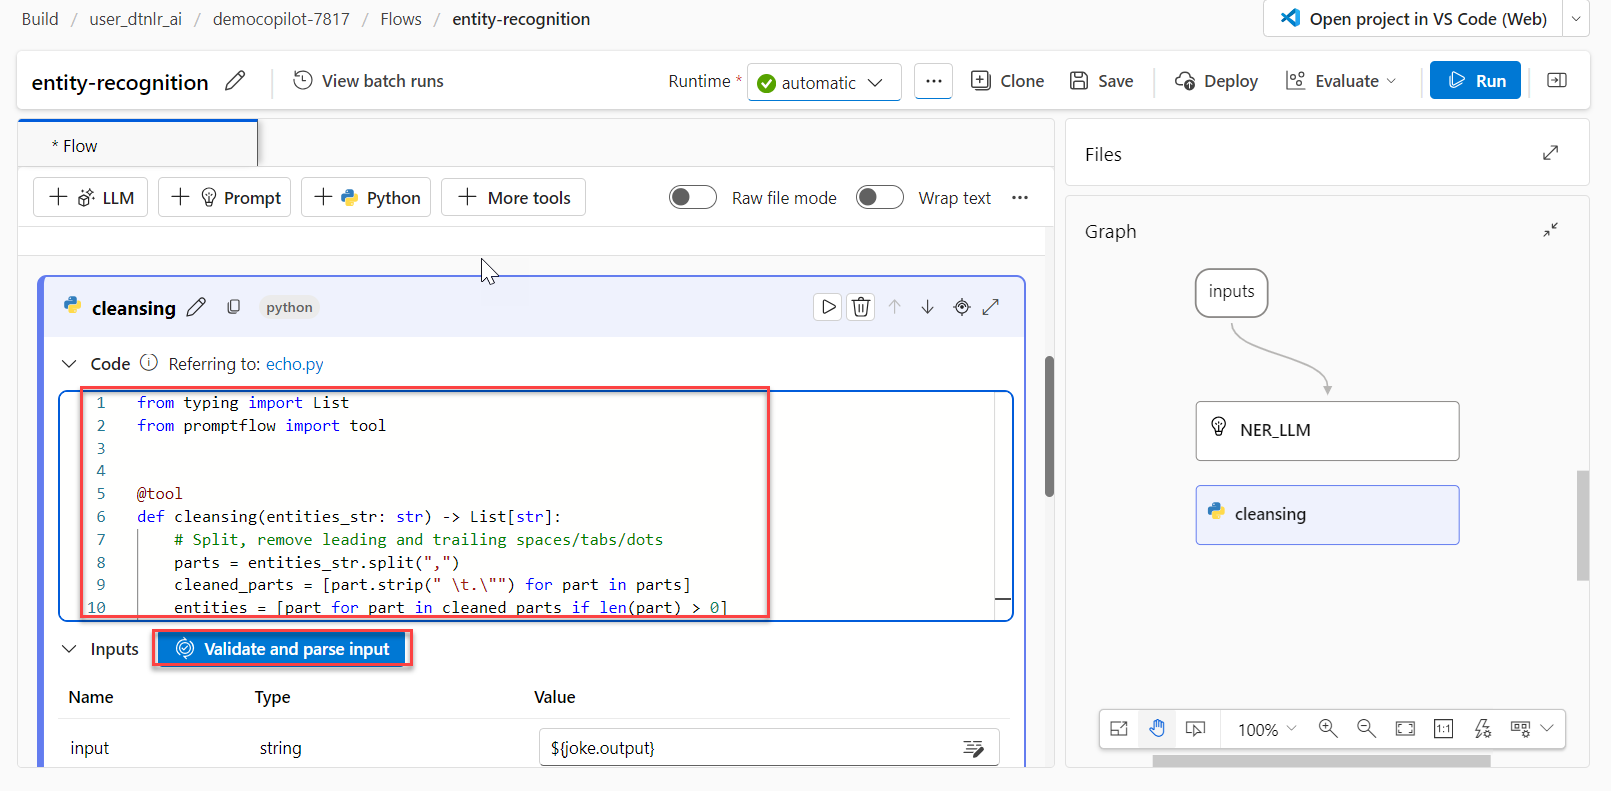 Build / user_dtnlr_ai / democopilot-7817 / Flows / entity-recognition
Open project in VS Code (Web)
entity-recognition
View batch runs
Runtime *
automatic
...
Clone
Save
Deploy
Evaluate
Run
* Flow
+ LLM
+ Prompt
+ Python
+ More tools
Raw file mode
Wrap text
...
cleansing
python
Code
Referring to: echo.py
1 from typing import List
2 from promptflow import tool
3
4
5 @tool
6 def cleansing(entities_str: str) -> List[str]:
7     # Split, remove leading and trailing spaces/tabs/dots
8     parts = entities_str.split(",")
9     cleaned_parts = [part.strip(" \t.\"") for part in parts]
10     entities = [part for part in cleaned_parts if len(part) > 0]
Inputs
Validate and parse input
Name Type Value
input string ${joke.output}
Files
Graph
inputs
NER_LLM
cleansing
100%
1:1